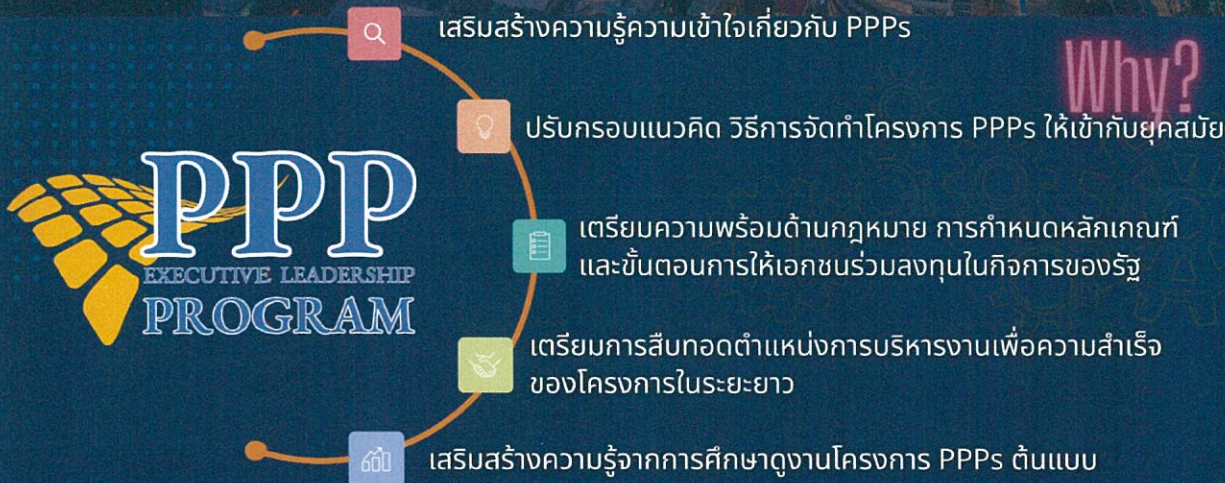 เสริมสร้างความรู้ความเข้าใจเกี่ยวกับ PPPs
Why?
ปรับกรอบแนวคิด วิธีการจัดทำโครงการ PPPs ให้เข้ากับยุคสมัย
PPP
EXECUTIVE LEADERSHIP
PROGRAM
เตรียมความพร้อมด้านกฎหมาย การกำหนดหลักเกณฑ์
และขั้นตอนการให้เอกชนร่วมลงทุนในกิจการของรัฐ
เตรียมการสืบทอดตำแหน่งการบริหารงานเพื่อความสำเร็จ
ของโครงการในระยะยาว
เสริมสร้างความรู้จากการศึกษาดูงานโครงการ PPPs ต้นแบบ